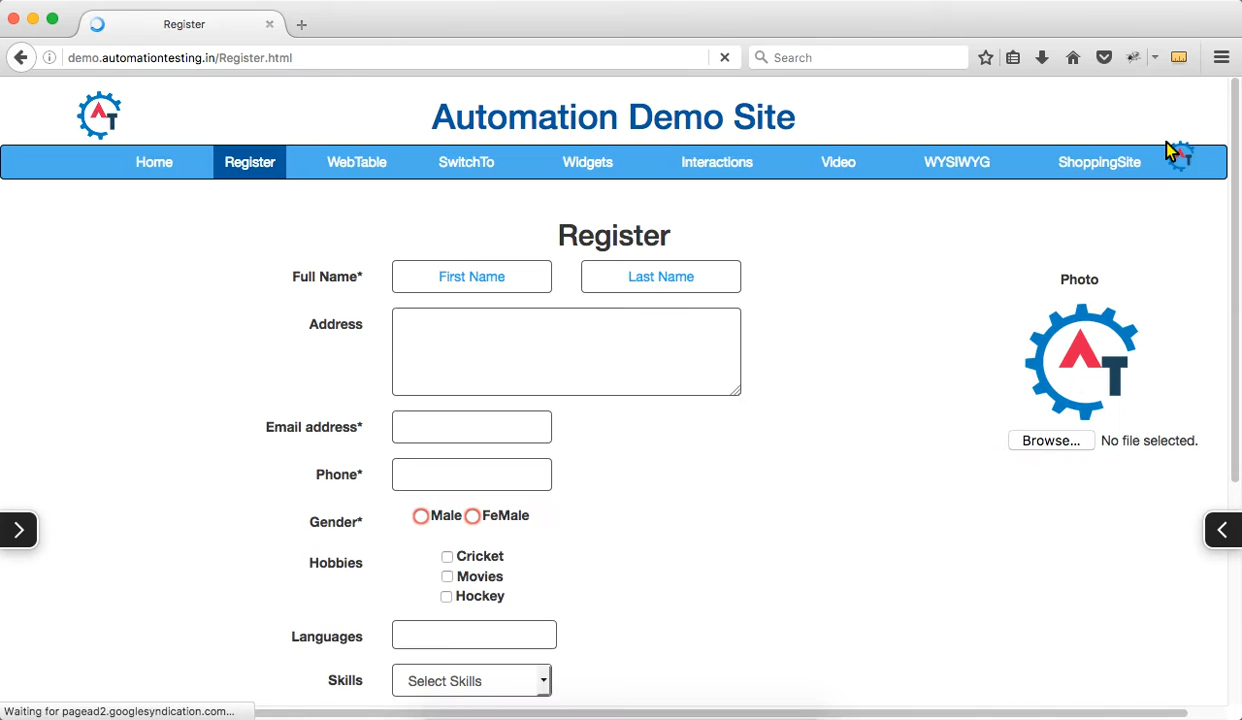 Register
demo.automationtesting.in/Register.html
Search
AT
Automation Demo Site
Home Register WebTable SwitchTo Widgets Interactions Video WYSIWYG ShoppingSite
Register
Full Name* First Name Last Name
Photo
Address
AT
Email address*
Browse... No file selected.
Phone*
Gender* Male FeMale
Hobbies Cricket
Movies
Hockey
Languages
Skills Select Skills
Waiting for pagead2.googlesyndication.com...